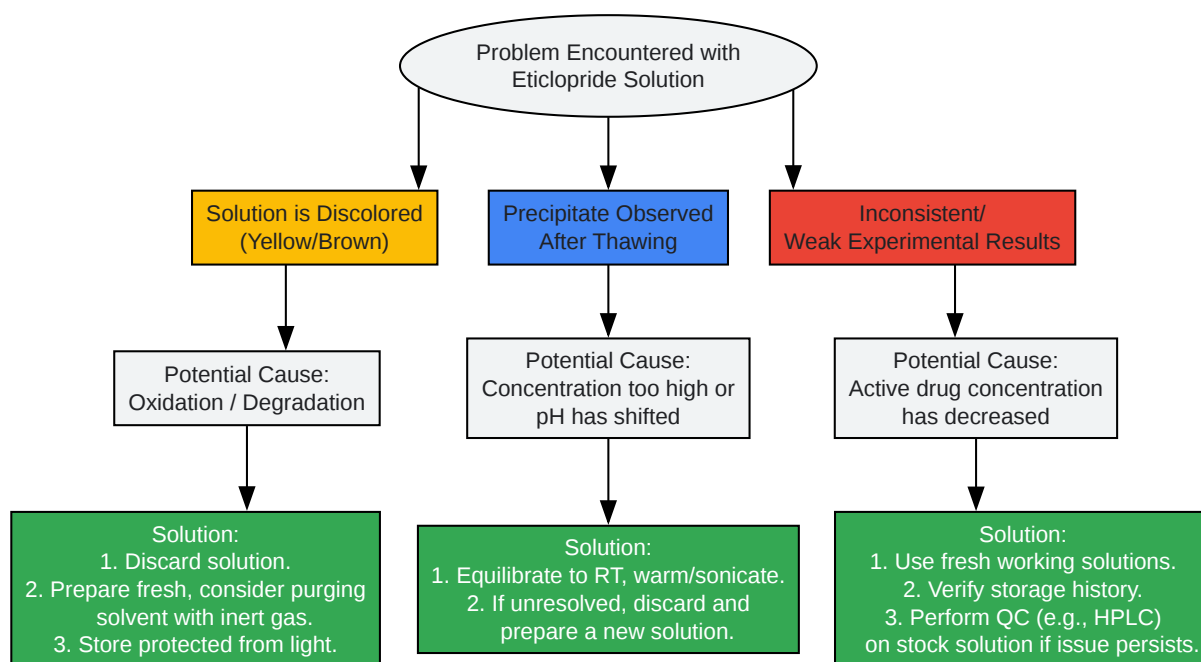 Problem Encountered with
Eticlopride Solution
Solution is Discolored
(Yellow/Brown)
Precipitate Observed
After Thawing
Inconsistent/
Weak Experimental Results
Potential Cause:
Oxidation / Degradation
Potential Cause:
Concentration too high or
pH has shifted
Potential Cause:
Active drug concentration
has decreased
Solution:
1. Discard solution.
2. Prepare fresh, consider purging
solvent with inert gas.
3. Store protected from light.
Solution:
1. Equilibrate to RT, warm/sonicate.
2. If unresolved, discard and
prepare a new solution.
Solution:
1. Use fresh working solutions.
2. Verify storage history.
3. Perform QC (e.g., HPLC)
on stock solution if issue persists.